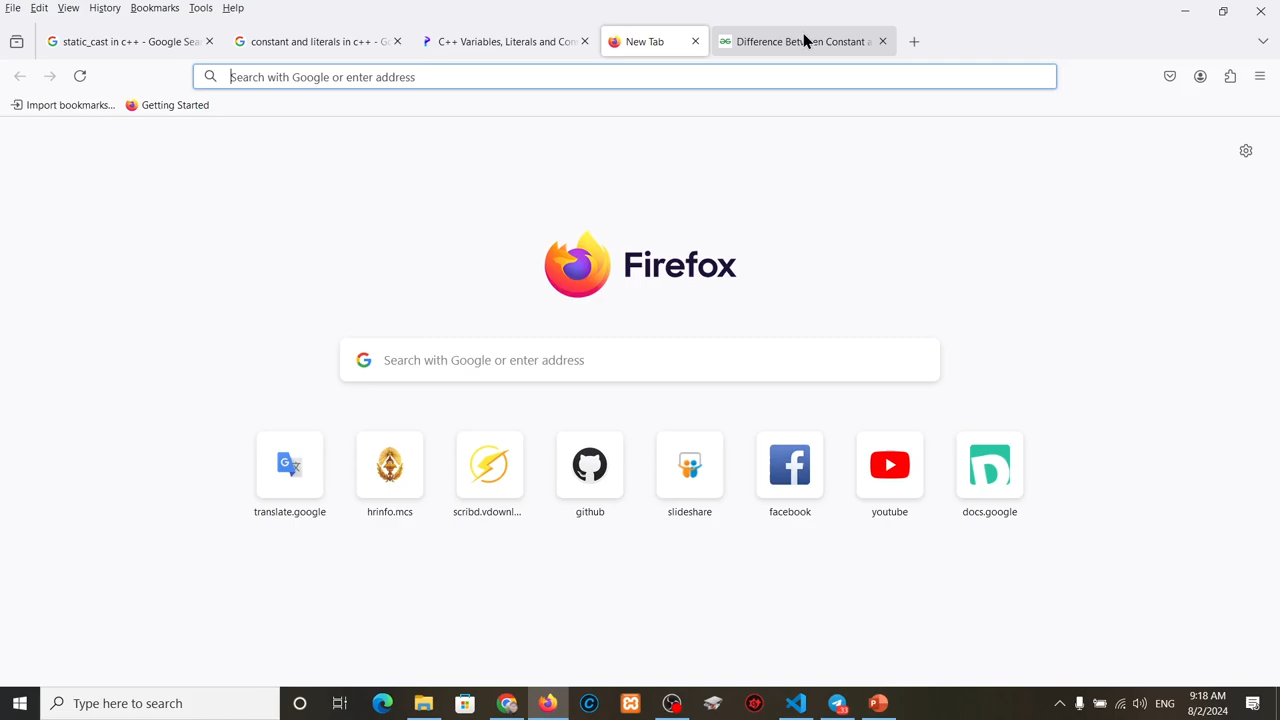 File Edit View History Bookmarks Tools Help
static_cast in c++ - Google Sea
constant and literals in c++ - G
C++ Variables, Literals and Con
New Tab
Difference Between Constant a
Search with Google or enter address
Import bookmarks...
Getting Started
Firefox
Search with Google or enter address
translate.google
hrinfo.mcs
scribd.vdownl...
github
slideshare
facebook
youtube
docs.google
Type here to search
33
ENG
9:18 AM
8/2/2024